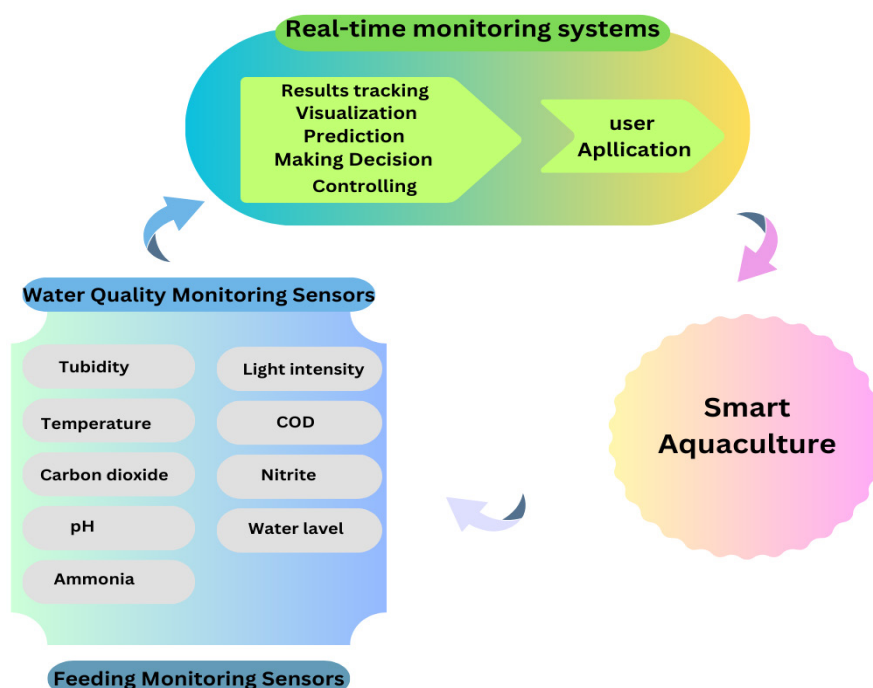 Real-time monitoring systems
Results tracking
Visualization
Prediction
Making Decision
Controlling
user
Apllication
Water Quality Monitoring Sensors
Tubidity
Temperature
Carbon dioxide
pH
Ammonia
Light intensity
COD
Nitrite
Water lavel
Smart
Aquaculture
Feeding Monitoring Sensors